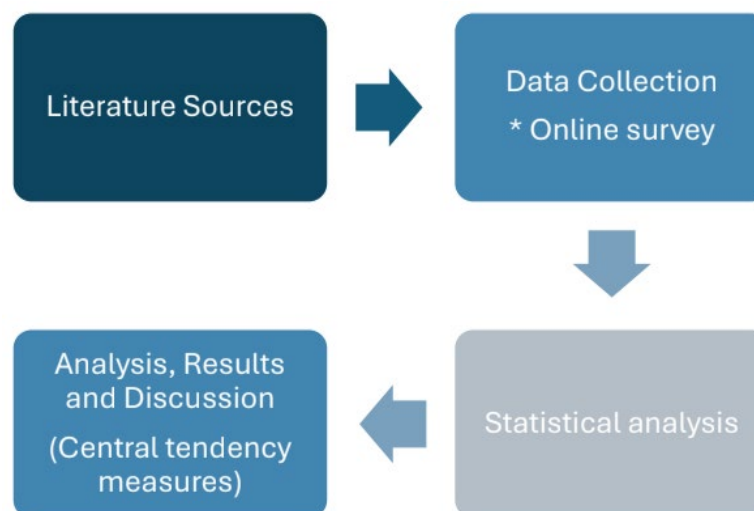 Literature Sources
Data Collection
* Online survey
Statistical analysis
Analysis, Results
and Discussion
(Central tendency
measures)